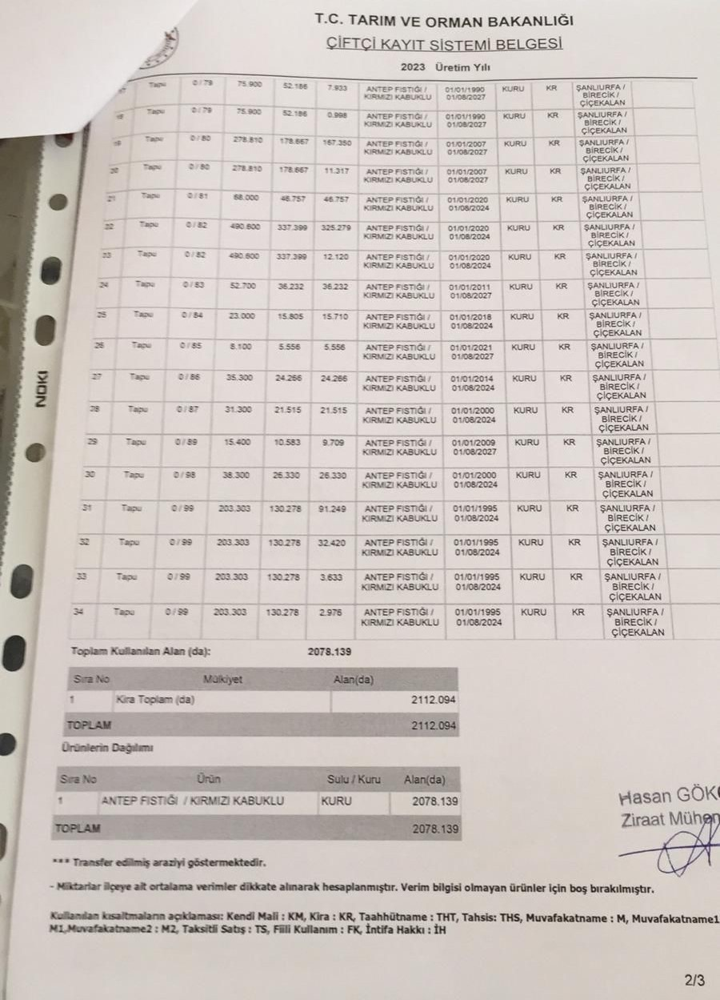 T.C. TARIM VE ORMAN BAKANLIĞI
ÇİFTÇİ KAYIT SİSTEMİ BELGESİ
2023 Üretim Yılı
17 Tapu 0 / 79 75.900 52.186 7.933 ANTEP FISTIĞI / KIRMIZI KABUKLU 01/01/1990 01/08/2027 KURU KR ŞANLIURFA / BİRECİK / ÇİÇEKALAN
18 Tapu 0 / 79 75.900 52.186 0.998 ANTEP FISTIĞI / KIRMIZI KABUKLU 01/01/1990 01/08/2027 KURU KR ŞANLIURFA / BİRECİK / ÇİÇEKALAN
19 Tapu 0 / 80 278.810 178.667 167.350 ANTEP FISTIĞI / KIRMIZI KABUKLU 01/01/2007 01/08/2027 KURU KR ŞANLIURFA / BİRECİK / ÇİÇEKALAN
20 Tapu 0 / 80 278.810 178.667 11.317 ANTEP FISTIĞI / KIRMIZI KABUKLU 01/01/2007 01/08/2027 KURU KR ŞANLIURFA / BİRECİK / ÇİÇEKALAN
21 Tapu 0 / 81 68.000 46.757 46.757 ANTEP FISTIĞI / KIRMIZI KABUKLU 01/01/2020 01/08/2024 KURU KR ŞANLIURFA / BİRECİK / ÇİÇEKALAN
22 Tapu 0 / 82 490.600 337.399 325.279 ANTEP FISTIĞI / KIRMIZI KABUKLU 01/01/2020 01/08/2024 KURU KR ŞANLIURFA / BİRECİK / ÇİÇEKALAN
23 Tapu 0 / 82 490.600 337.399 12.120 ANTEP FISTIĞI / KIRMIZI KABUKLU 01/01/2020 01/08/2024 KURU KR ŞANLIURFA / BİRECİK / ÇİÇEKALAN
24 Tapu 0 / 83 52.700 36.232 36.232 ANTEP FISTIĞI / KIRMIZI KABUKLU 01/01/2011 01/08/2027 KURU KR ŞANLIURFA / BİRECİK / ÇİÇEKALAN
25 Tapu 0 / 84 23.000 15.805 15.710 ANTEP FISTIĞI / KIRMIZI KABUKLU 01/01/2018 01/08/2024 KURU KR ŞANLIURFA / BİRECİK / ÇİÇEKALAN
26 Tapu 0 / 85 8.100 5.556 5.556 ANTEP FISTIĞI / KIRMIZI KABUKLU 01/01/2021 01/08/2027 KURU KR ŞANLIURFA / BİRECİK / ÇİÇEKALAN
27 Tapu 0 / 86 35.300 24.266 24.266 ANTEP FISTIĞI / KIRMIZI KABUKLU 01/01/2014 01/08/2024 KURU KR ŞANLIURFA / BİRECİK / ÇİÇEKALAN
28 Tapu 0 / 87 31.300 21.515 21.515 ANTEP FISTIĞI / KIRMIZI KABUKLU 01/01/2000 01/08/2024 KURU KR ŞANLIURFA / BİRECİK / ÇİÇEKALAN
29 Tapu 0 / 89 15.400 10.583 9.709 ANTEP FISTIĞI / KIRMIZI KABUKLU 01/01/2009 01/08/2027 KURU KR ŞANLIURFA / BİRECİK / ÇİÇEKALAN
30 Tapu 0 / 98 38.300 26.330 26.330 ANTEP FISTIĞI / KIRMIZI KABUKLU 01/01/2000 01/08/2024 KURU KR ŞANLIURFA / BİRECİK / ÇİÇEKALAN
31 Tapu 0 / 99 203.303 130.278 91.249 ANTEP FISTIĞI / KIRMIZI KABUKLU 01/01/1995 01/08/2024 KURU KR ŞANLIURFA / BİRECİK / ÇİÇEKALAN
32 Tapu 0 / 99 203.303 130.278 32.420 ANTEP FISTIĞI / KIRMIZI KABUKLU 01/01/1995 01/08/2024 KURU KR ŞANLIURFA / BİRECİK / ÇİÇEKALAN
33 Tapu 0 / 99 203.303 130.278 3.633 ANTEP FISTIĞI / KIRMIZI KABUKLU 01/01/1995 01/08/2024 KURU KR ŞANLIURFA / BİRECİK / ÇİÇEKALAN
34 Tapu 0 / 99 203.303 130.278 2.976 ANTEP FISTIĞI / KIRMIZI KABUKLU 01/01/1995 01/08/2024 KURU KR ŞANLIURFA / BİRECİK / ÇİÇEKALAN
Toplam Kullanılan Alan (da): 2078.139
Sıra No Mülkiyet Alan(da)
1 Kira Toplam (da) 2112.094
TOPLAM 2112.094
Ürünlerin Dağılımı
Sıra No Ürün Sulu / Kuru Alan(da)
1 ANTEP FISTIĞI / KIRMIZI KABUKLU KURU 2078.139
TOPLAM 2078.139
Hasan GÖK
Ziraat Mühen
*** Transfer edilmiş araziyi göstermektedir.
- Miktarlar ilçeye ait ortalama verimler dikkate alınarak hesaplanmıştır. Verim bilgisi olmayan ürünler için boş bırakılmıştır.
Kullanılan kısaltmaların açıklaması: Kendi Mali : KM, Kira : KR, Taahhütname : THT, Tahsis: THS, Muvafakatname : M, Muvafakatname1
M1,Muvafakatname2 : M2, Taksitli Satış : TS, Fiili Kullanım : FK, İntifa Hakkı : İH
2/3
NOKI